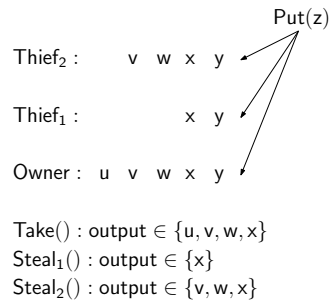 Put(z)
Thief₂ : v w x y
Thief₁ : x y
Owner : u v w x y
Take() : output ∈ {u, v, w, x}
Steal₁() : output ∈ {x}
Steal₂() : output ∈ {v, w, x}